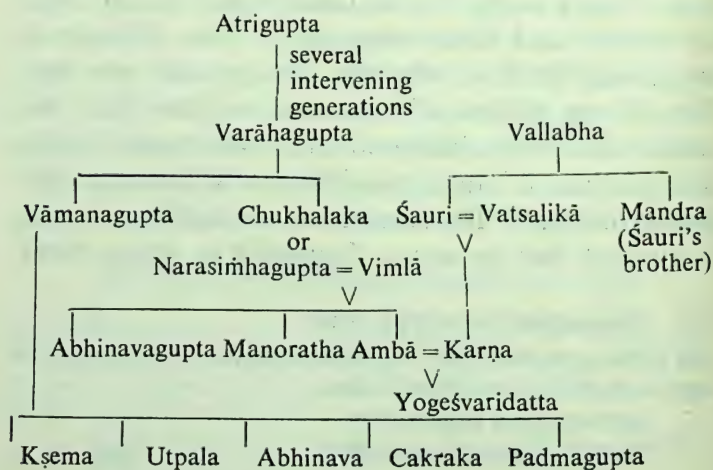 Atrigupta
several
intervening
generations
Varāhagupta Vallabha
Vāmanagupta Chukhalaka Śauri = Vatsalikā Mandra
or (Śauri's
Narasiṁhagupta = Vimlā brother)
Abhinavagupta Manoratha Ambā = Karṇa
Yogeśvaridatta
Kṣema Utpala Abhinava Cakraka Padmagupta